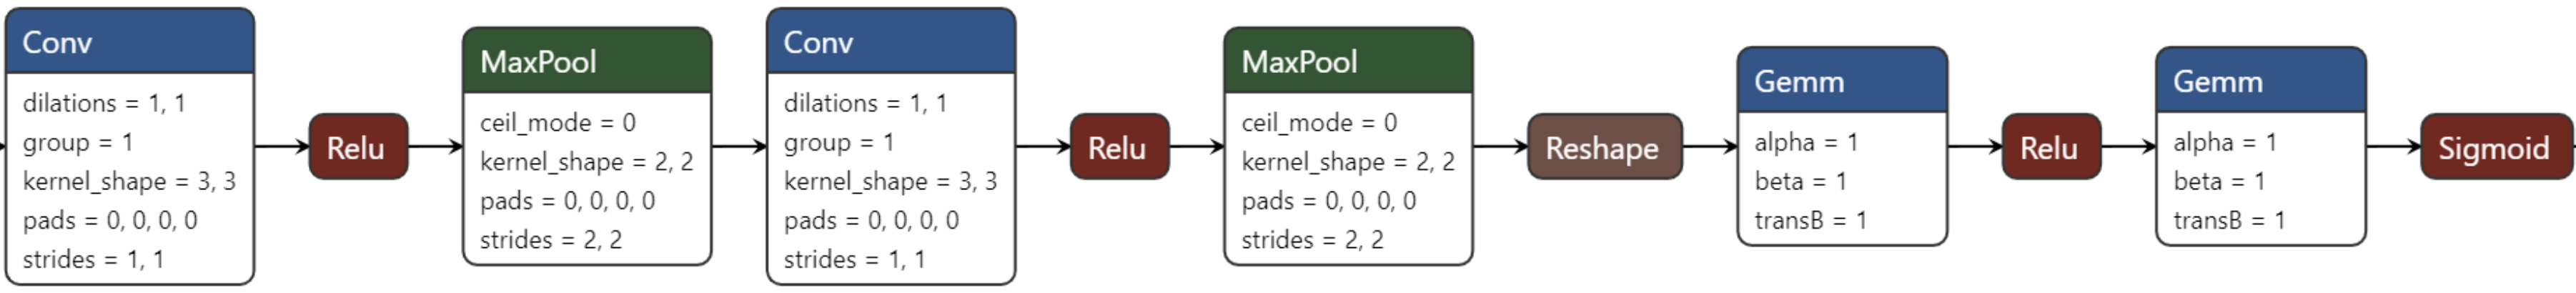 Conv
dilations = 1, 1
group = 1
kernel_shape = 3, 3
pads = 0, 0, 0, 0
strides = 1, 1
Relu
MaxPool
ceil_mode = 0
kernel_shape = 2, 2
pads = 0, 0, 0, 0
strides = 2, 2
Conv
dilations = 1, 1
group = 1
kernel_shape = 3, 3
pads = 0, 0, 0, 0
strides = 1, 1
Relu
MaxPool
ceil_mode = 0
kernel_shape = 2, 2
pads = 0, 0, 0, 0
strides = 2, 2
Reshape
Gemm
alpha = 1
beta = 1
transB = 1
Relu
Gemm
alpha = 1
beta = 1
transB = 1
Sigmoid